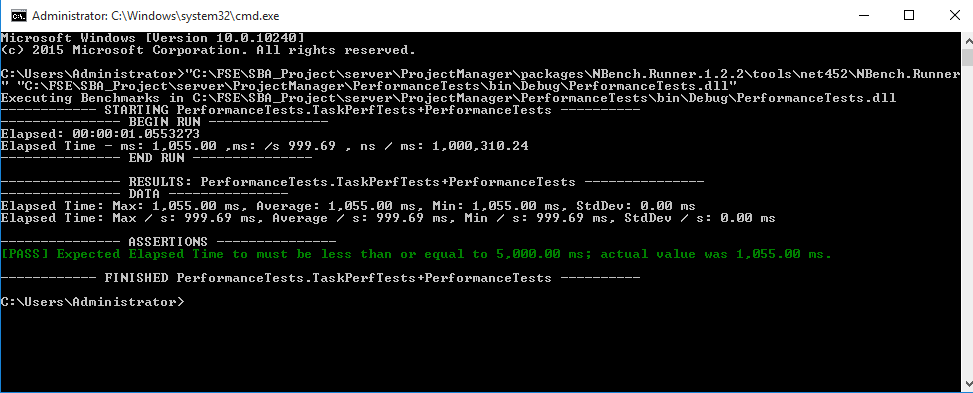 Administrator: C:\Windows\system32\cmd.exe
Microsoft Windows [Version 10.0.10240]
(c) 2015 Microsoft Corporation. All rights reserved.
C:\Users\Administrator>"C:\FSE\SBA_Project\server\ProjectManager\packages\NBench.Runner.1.2.2\tools\net452\NBench.Runner
" "C:\FSE\SBA_Project\server\ProjectManager\PerformanceTests\bin\Debug\PerformanceTests.dll"
Executing Benchmarks in C:\FSE\SBA_Project\server\ProjectManager\PerformanceTests\bin\Debug\PerformanceTests.dll
------------ STARTING PerformanceTests.TaskPerfTests+PerformanceTests ----------
--------------- BEGIN RUN ---------------
Elapsed: 00:00:01.0553273
Elapsed Time - ms: 1,055.00 ,ms: /s 999.69 , ns / ms: 1,000,310.24
--------------- END RUN ---------------
--------------- RESULTS: PerformanceTests.TaskPerfTests+PerformanceTests ---------------
--------------- DATA ---------------
Elapsed Time: Max: 1,055.00 ms, Average: 1,055.00 ms, Min: 1,055.00 ms, StdDev: 0.00 ms
Elapsed Time: Max / s: 999.69 ms, Average / s: 999.69 ms, Min / s: 999.69 ms, StdDev / s: 0.00 ms
--------------- ASSERTIONS ---------------
[PASS] Expected Elapsed Time to must be less than or equal to 5,000.00 ms; actual value was 1,055.00 ms.
------------ FINISHED PerformanceTests.TaskPerfTests+PerformanceTests ----------
C:\Users\Administrator>